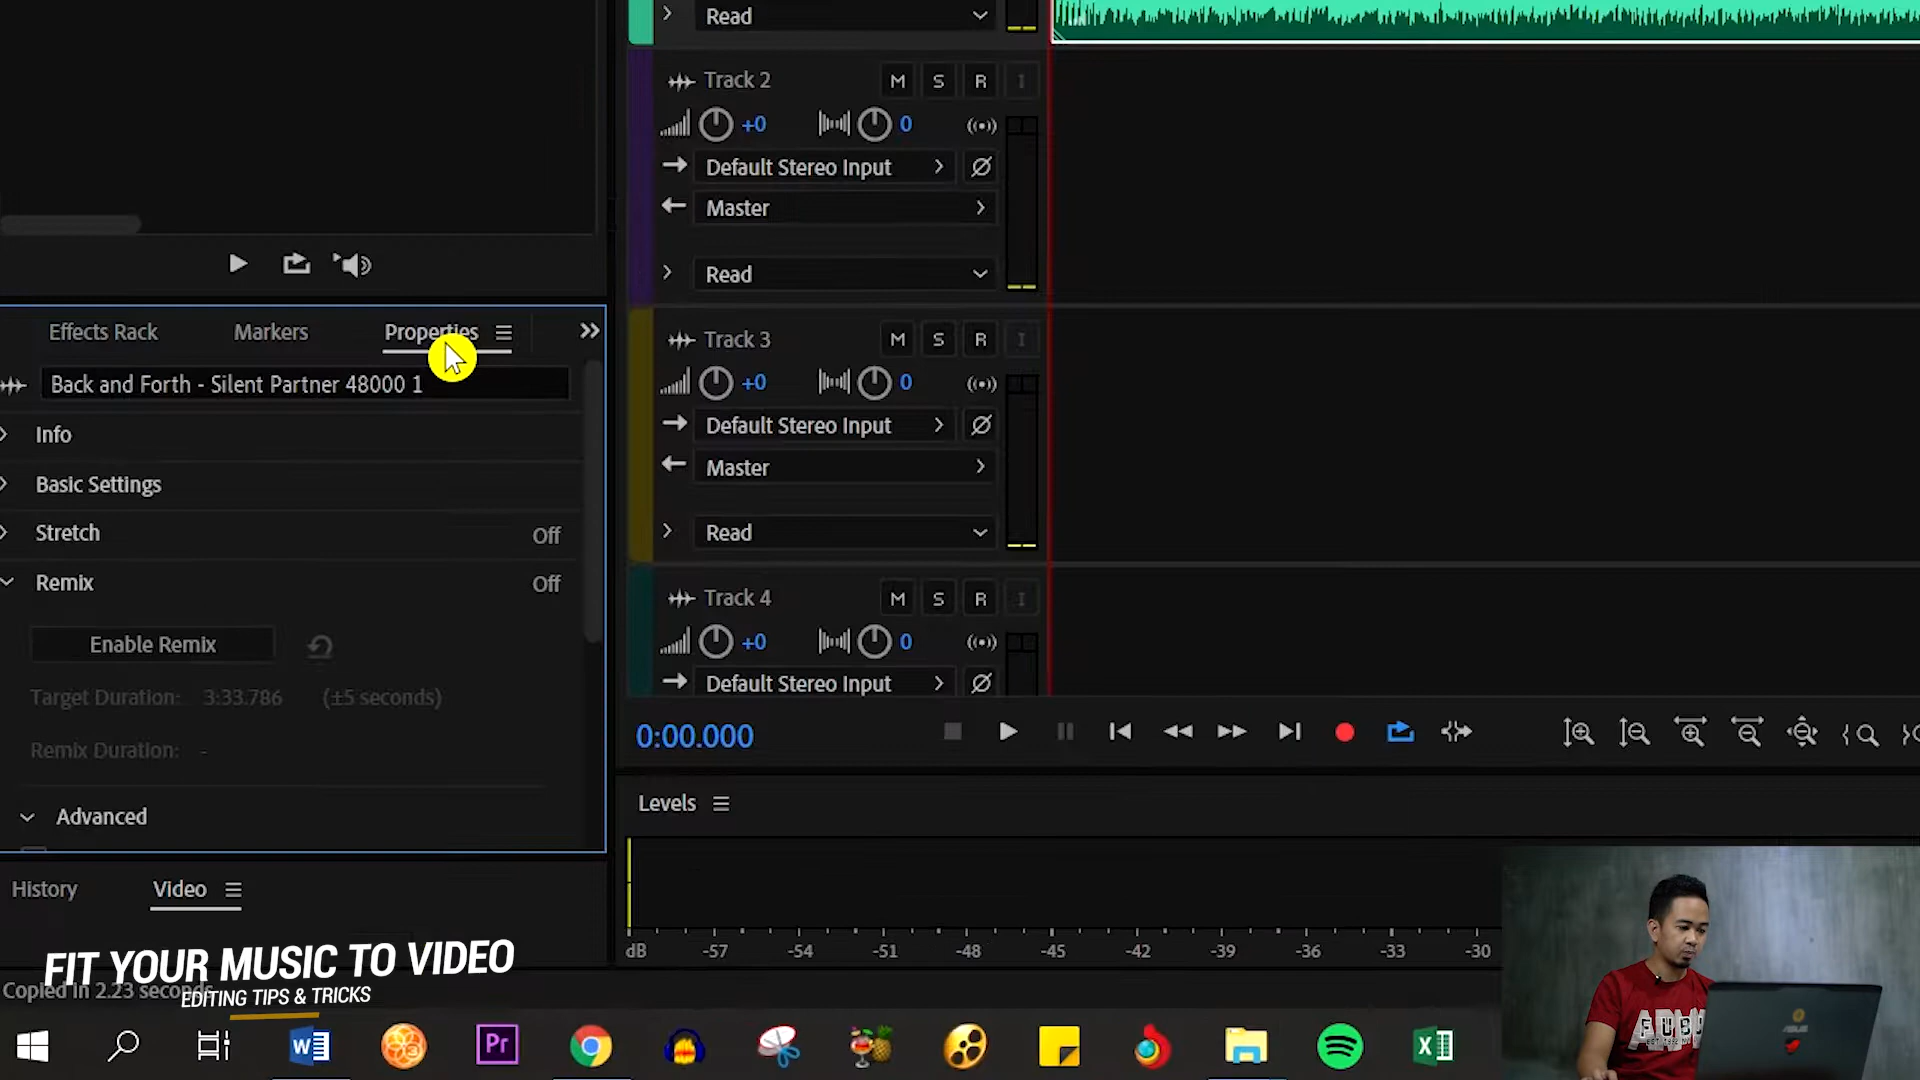 Read
Track 2
M S R I
+0 0
Default Stereo Input
Master
Read
Effects Rack Markers Properties
Back and Forth - Silent Partner 48000 1
Info
Basic Settings
Stretch Off
Remix Off
Enable Remix
Target Duration: 3:33.786 (±5 seconds)
Remix Duration: -
Advanced
Track 3
M S R I
+0 0
Default Stereo Input
Master
Read
Track 4
M S R I
+0 0
Default Stereo Input
0:00.000
Levels
dB -57 -54 -51 -48 -45 -42 -39 -36 -33 -30
History Video
FIT YOUR MUSIC TO VIDEO
EDITING TIPS & TRICKS
Copied in 2.23 seconds
W Pr X
ASUS